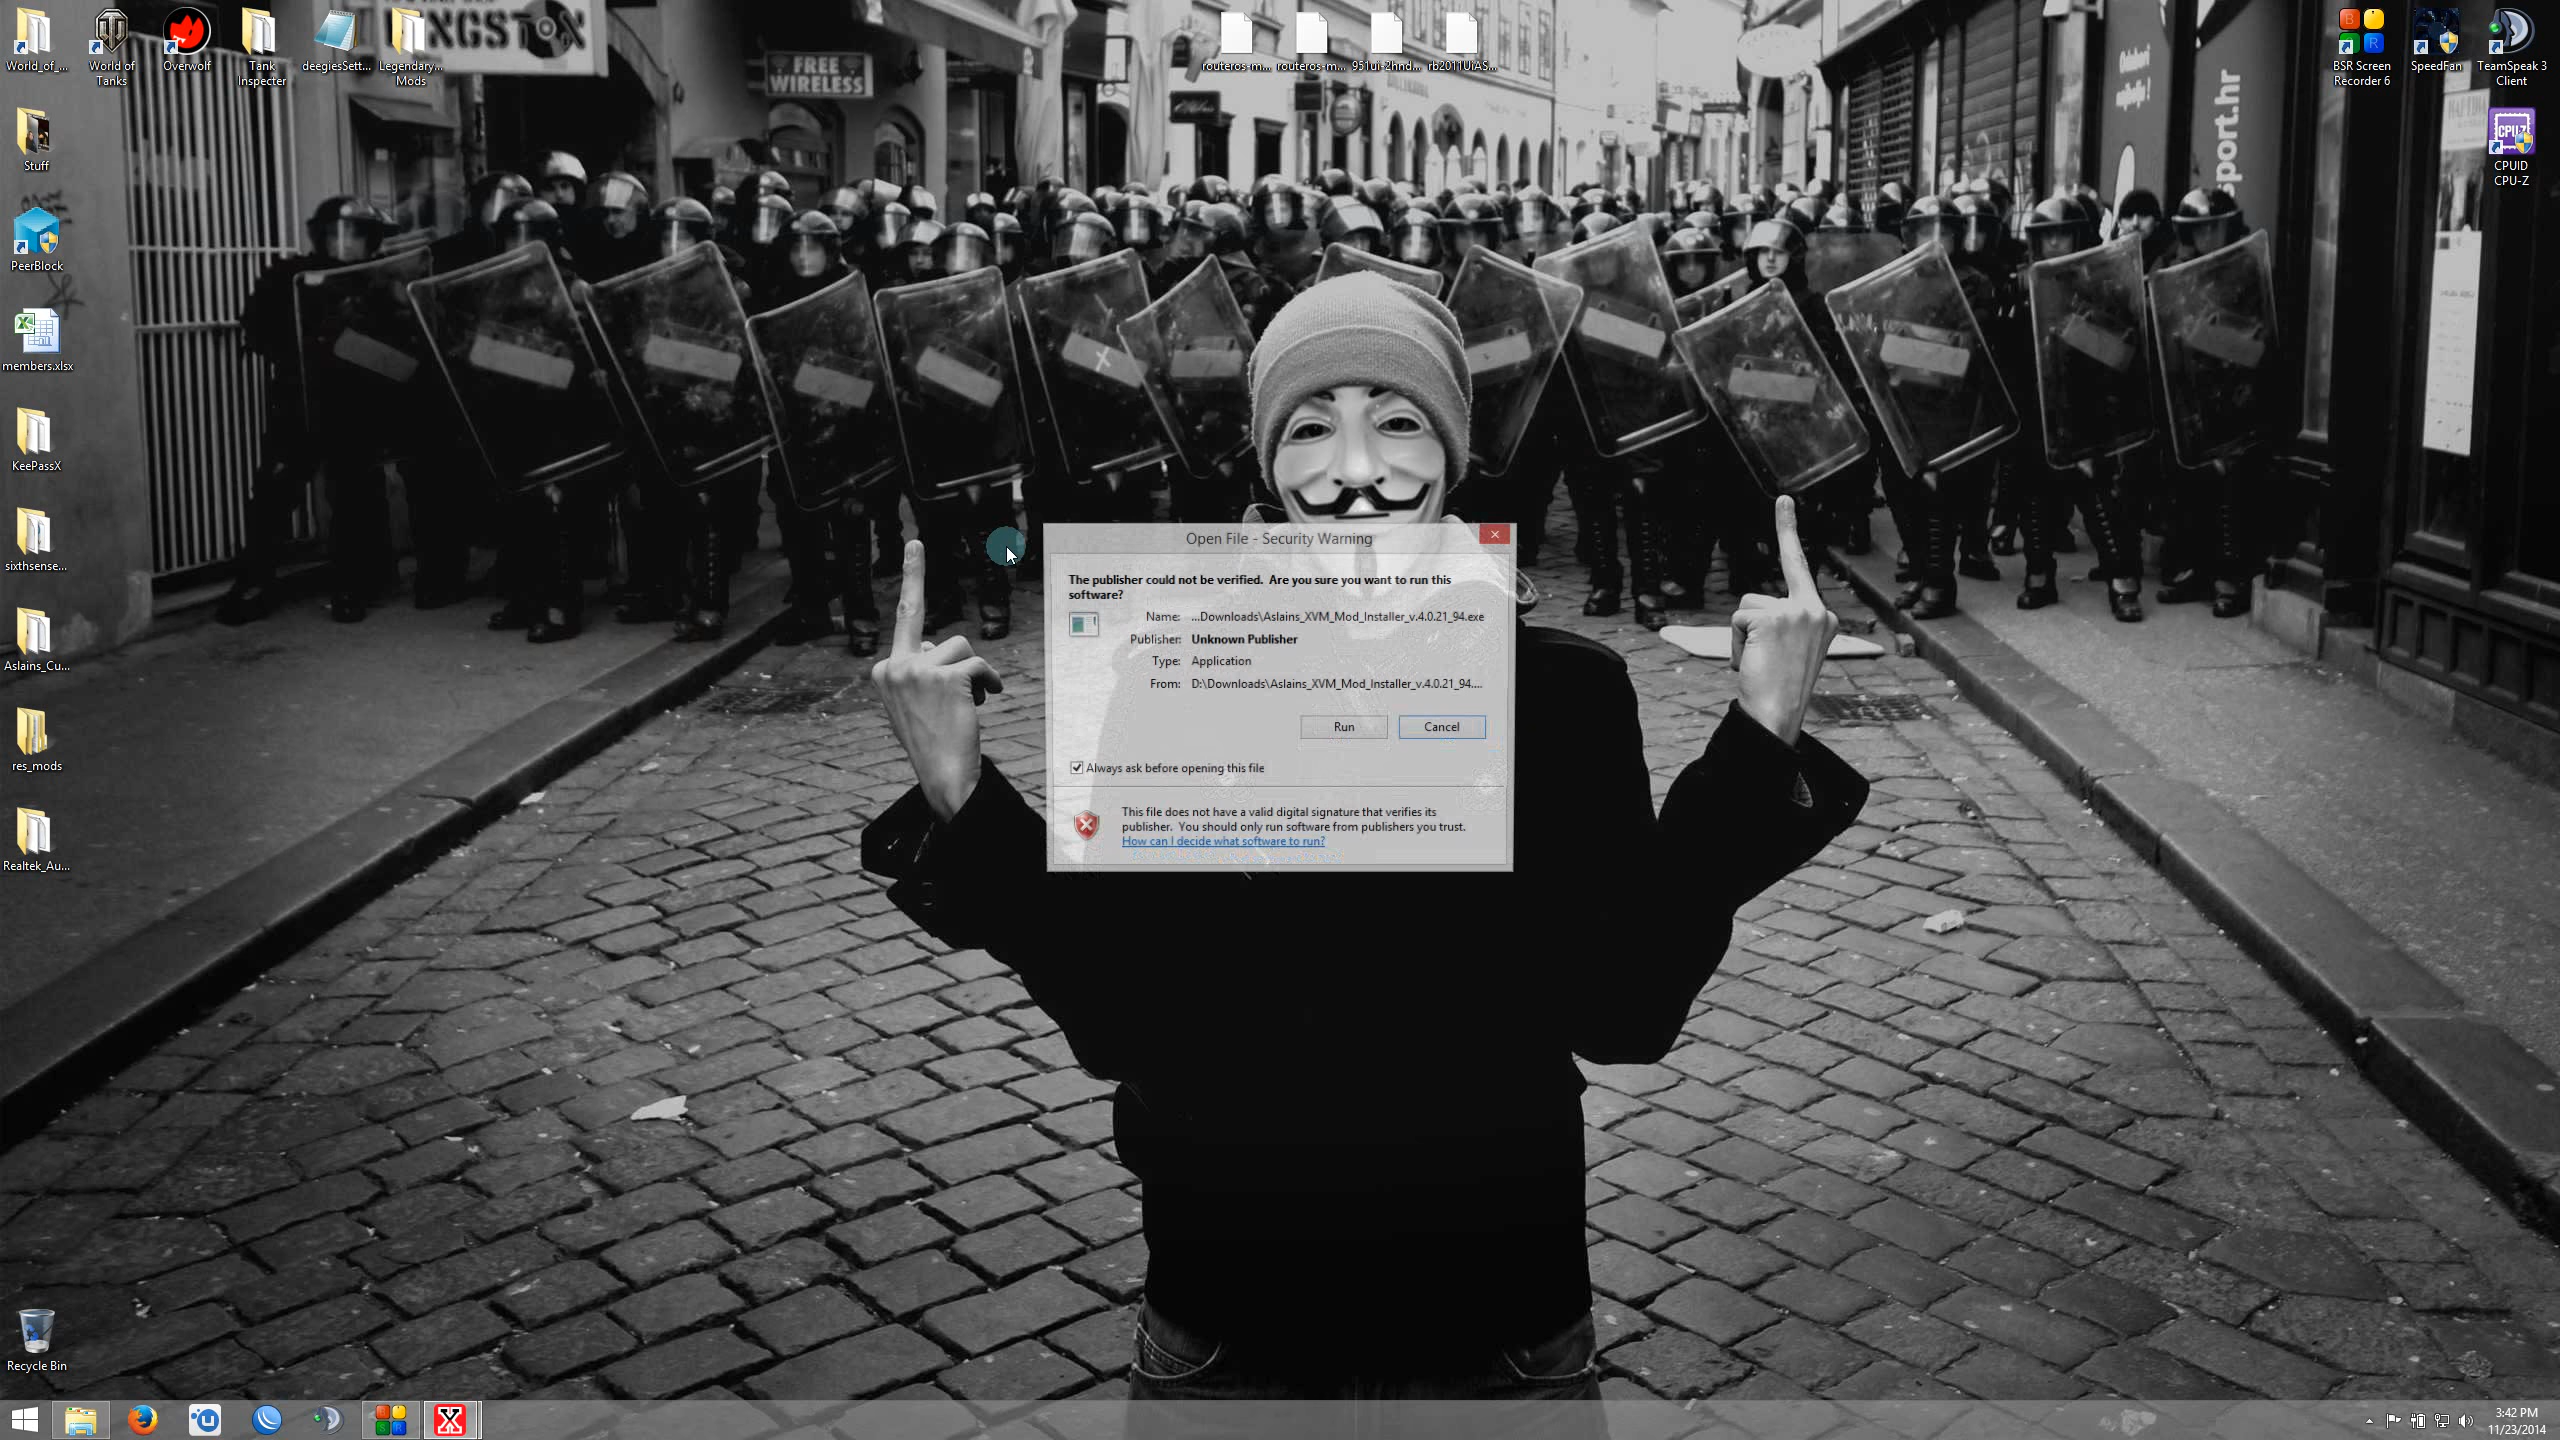 World_of_...
World of
Tanks
Overwolf
Tank
Inspecter
deegiesSett...
Legendary...
Mods
routeros-m...
routeros-m...
951ui-2hnd...
rb2011UiAS...
BSR Screen
Recorder 6
SpeedFan
TeamSpeak 3
Client
KINGSTON
FREE
WIRELESS
sport.hr
Stuff
CPUID
CPU-Z
PeerBlock
members.xlsx
KeePassX
sixthsense...
Aslains_Cu...
res_mods
Realtek_Au...
Open File - Security Warning
The publisher could not be verified. Are you sure you want to run this
software?
Name: ...Downloads\Aslains_XVM_Mod_Installer_v.4.0.21_94.exe
Publisher: Unknown Publisher
Type: Application
From: D:\Downloads\Aslains_XVM_Mod_Installer_v.4.0.21_94....
Run
Cancel
Always ask before opening this file
This file does not have a valid digital signature that verifies its
publisher. You should only run software from publishers you trust.
How can I decide what software to run?
Recycle Bin
3:42 PM
11/23/2014